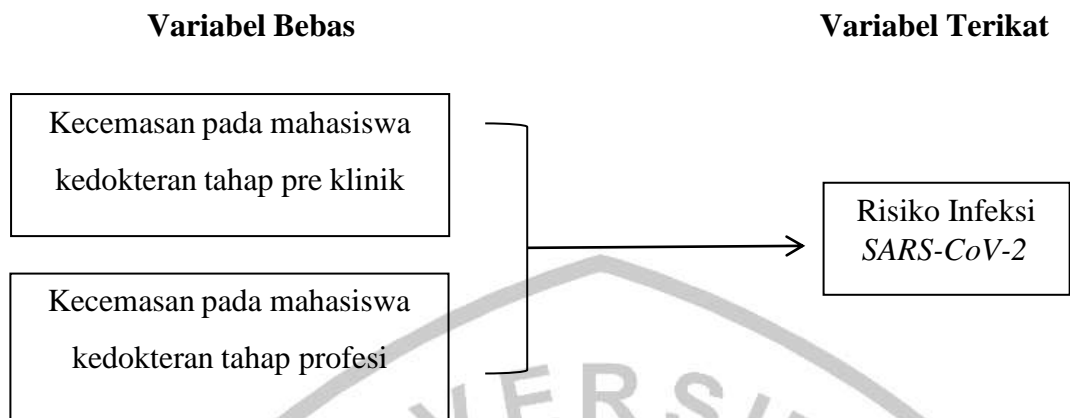 Variabel Bebas
Variabel Terikat
Kecemasan pada mahasiswa
kedokteran tahap pre klinik
Risiko Infeksi
SARS-CoV-2
Kecemasan pada mahasiswa
kedokteran tahap profesi